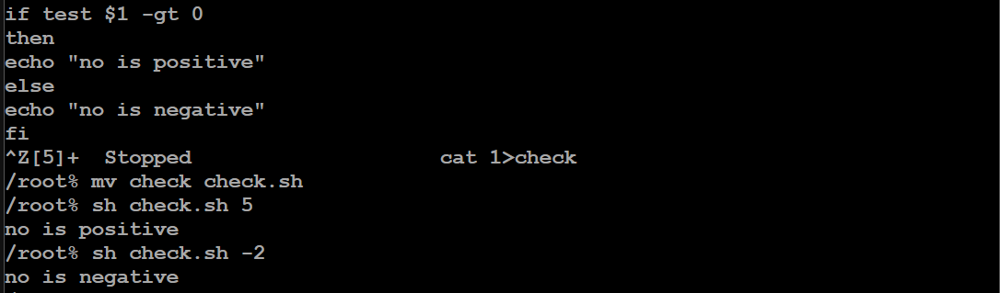 if test $1 -gt 0
then
echo "no is positive"
else
echo "no is negative"
fi
^Z[5]+  Stopped                    cat 1>check
/root% mv check check.sh
/root% sh check.sh 5
no is positive
/root% sh check.sh -2
no is negative